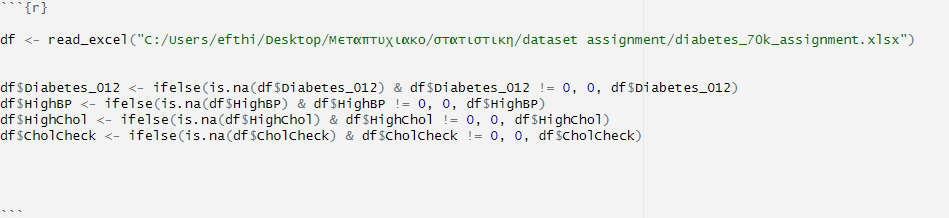 ```{r}
df <- read_excel("C:/Users/efthi/Desktop/Μεταπτυχιακο/στατιστικη/dataset assignment/diabetes_70k_assignment.xlsx")
df$Diabetes_012 <- ifelse(is.na(df$Diabetes_012) & df$Diabetes_012 != 0, 0, df$Diabetes_012)
df$HighBP <- ifelse(is.na(df$HighBP) & df$HighBP != 0, 0, df$HighBP)
df$HighChol <- ifelse(is.na(df$HighChol) & df$HighChol != 0, 0, df$HighChol)
df$CholCheck <- ifelse(is.na(df$CholCheck) & df$CholCheck != 0, 0, df$CholCheck)
```